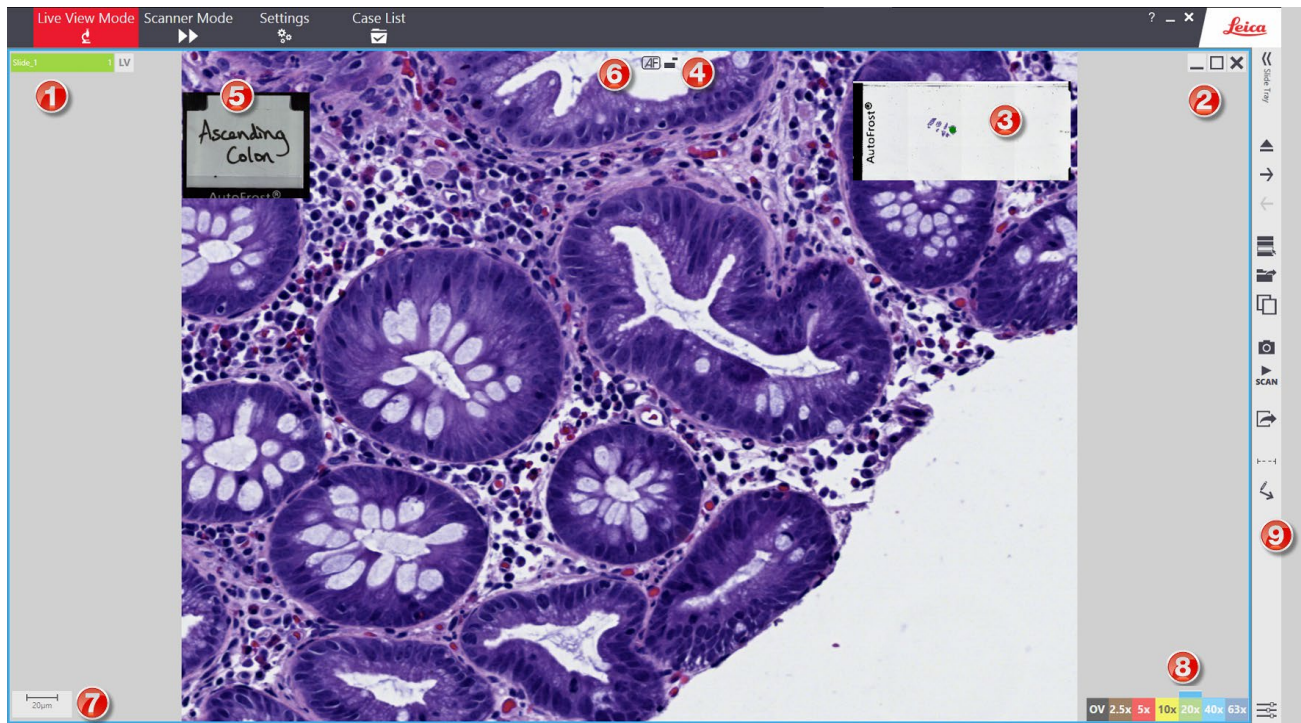 Live View Mode
Scanner Mode
Settings
Case List
?
Leica
Slide_1 1 LV
1
5
Ascending
Colon
AutoFrost®
6
AF
4
AutoFrost®
3
2
Slide Tray
SCAN
9
20µm
7
8
OV 2.5x 5x 10x 20x 40x 63x